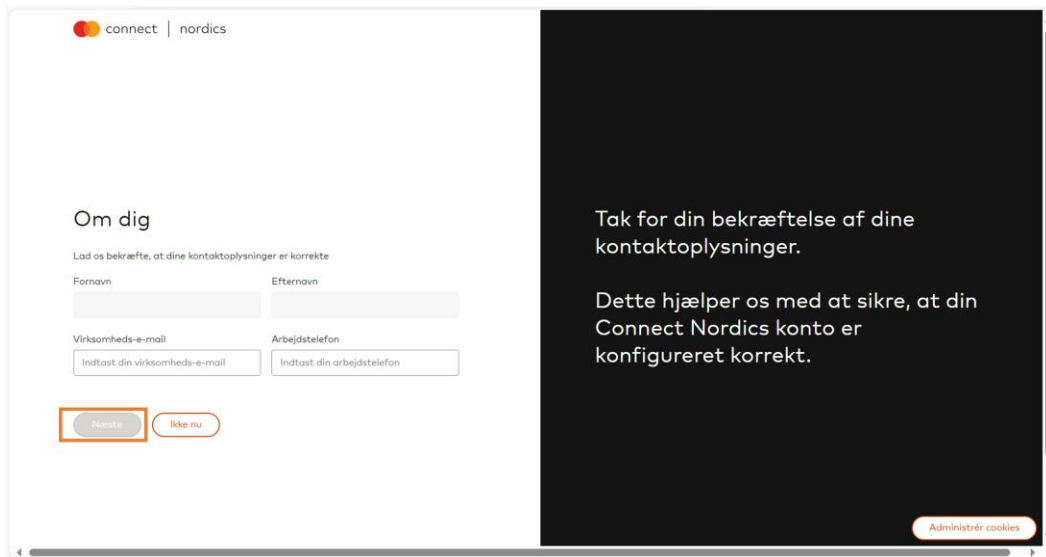 connect | nordics
Om dig
Lad os bekræfte, at dine kontaktoplysninger er korrekte
Fornavn
Efternavn
Virksomheds-e-mail
Arbejdstelefon
Indtast din virksomheds-e-mail
Indtast din arbejdstelefon
Næste
Ikke nu
Tak for din bekræftelse af dine
kontaktoplysninger.
Dette hjælper os med at sikre, at din
Connect Nordics konto er
konfigureret korrekt.
Administrér cookies